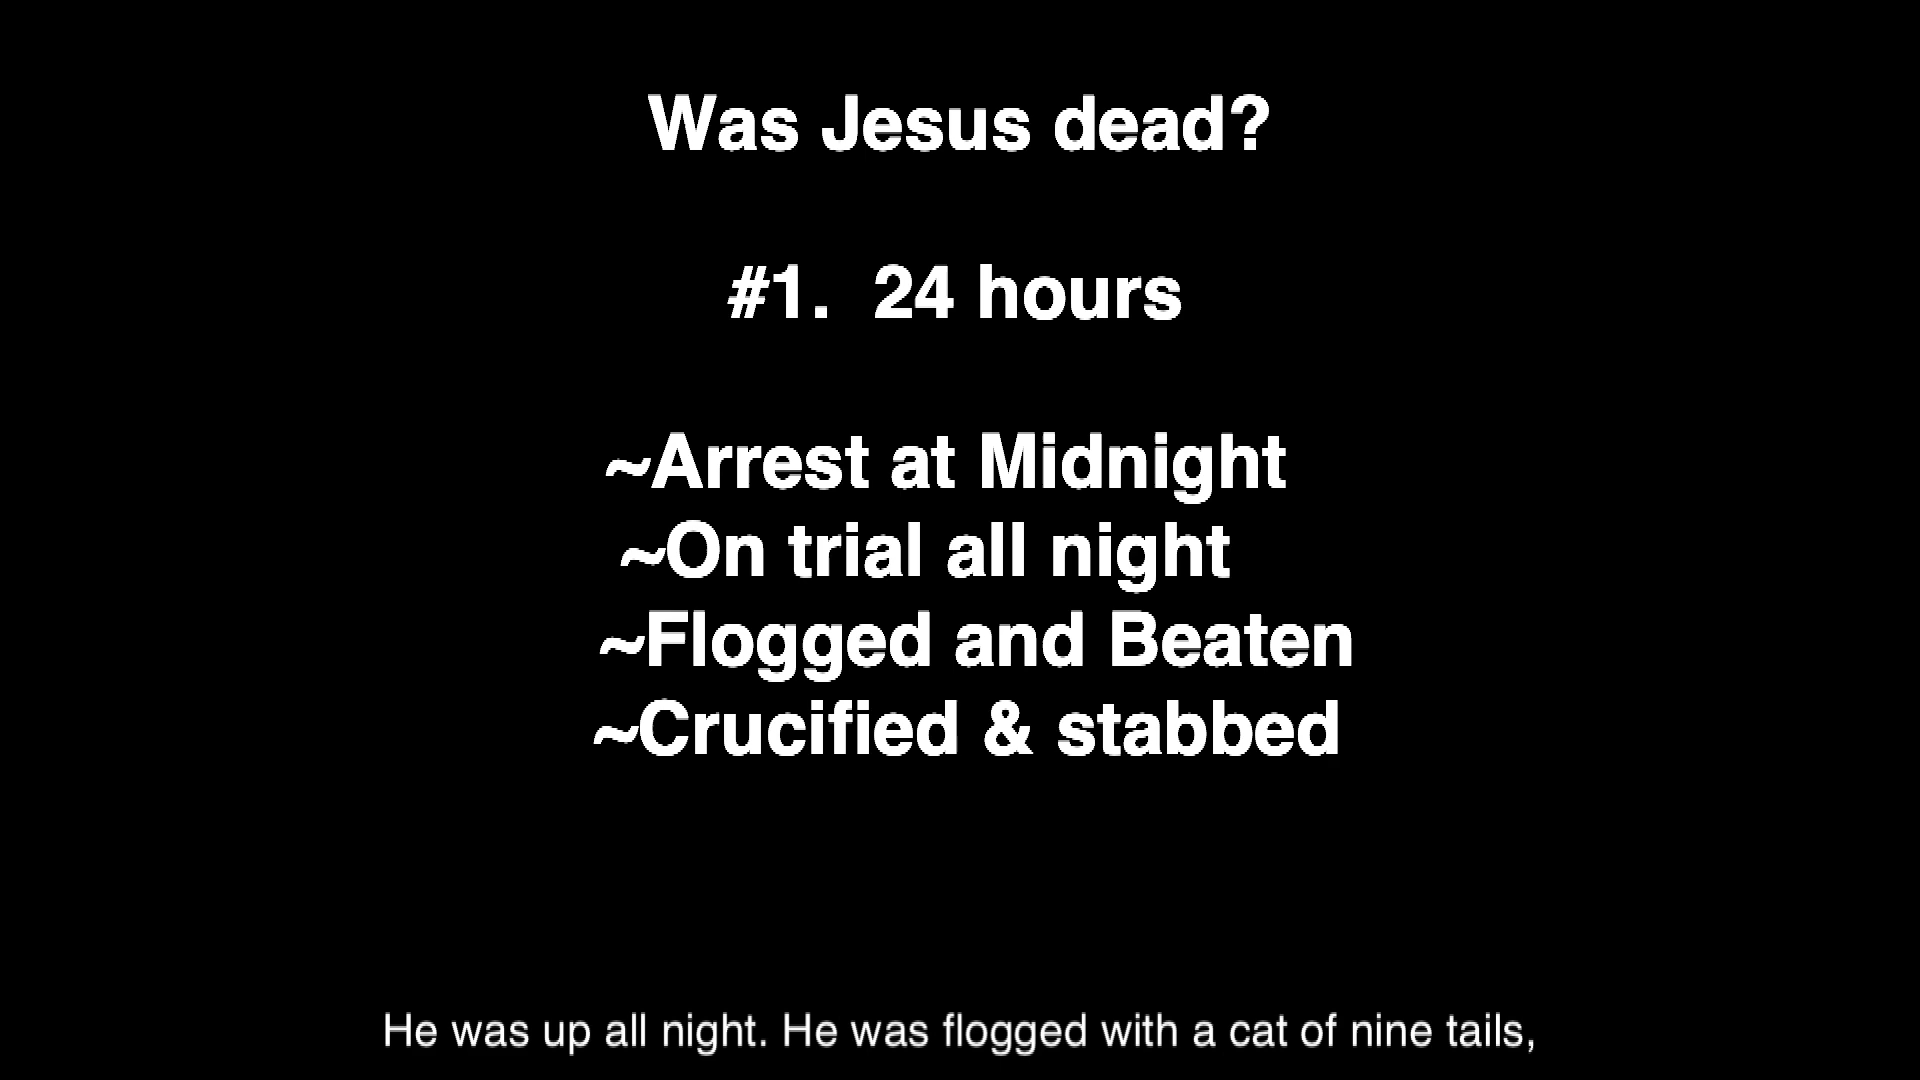 Was Jesus dead?
#1.  24 hours
~Arrest at Midnight
~On trial all night
~Flogged and Beaten
~Crucified & stabbed
He was up all night. He was flogged with a cat of nine tails,